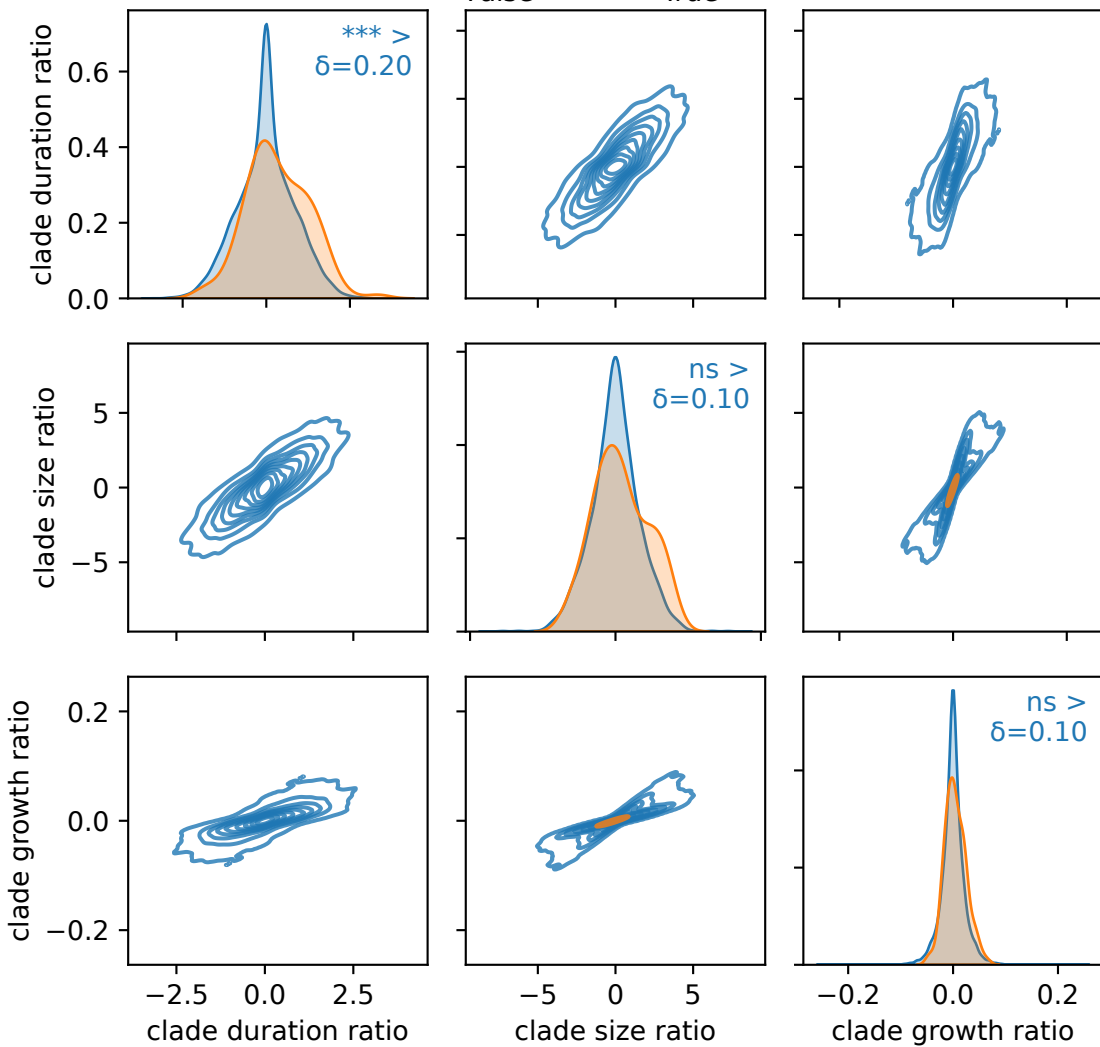 clade duration ratio
0.6
0.4
0.2
0.0
*** >
δ=0.20
clade size ratio
5
0
−5
ns >
δ=0.10
clade growth ratio
0.2
0.0
−0.2
ns >
δ=0.10
−2.5 0.0 2.5
−5 0 5
−0.2 0.0 0.2
clade duration ratio
clade size ratio
clade growth ratio